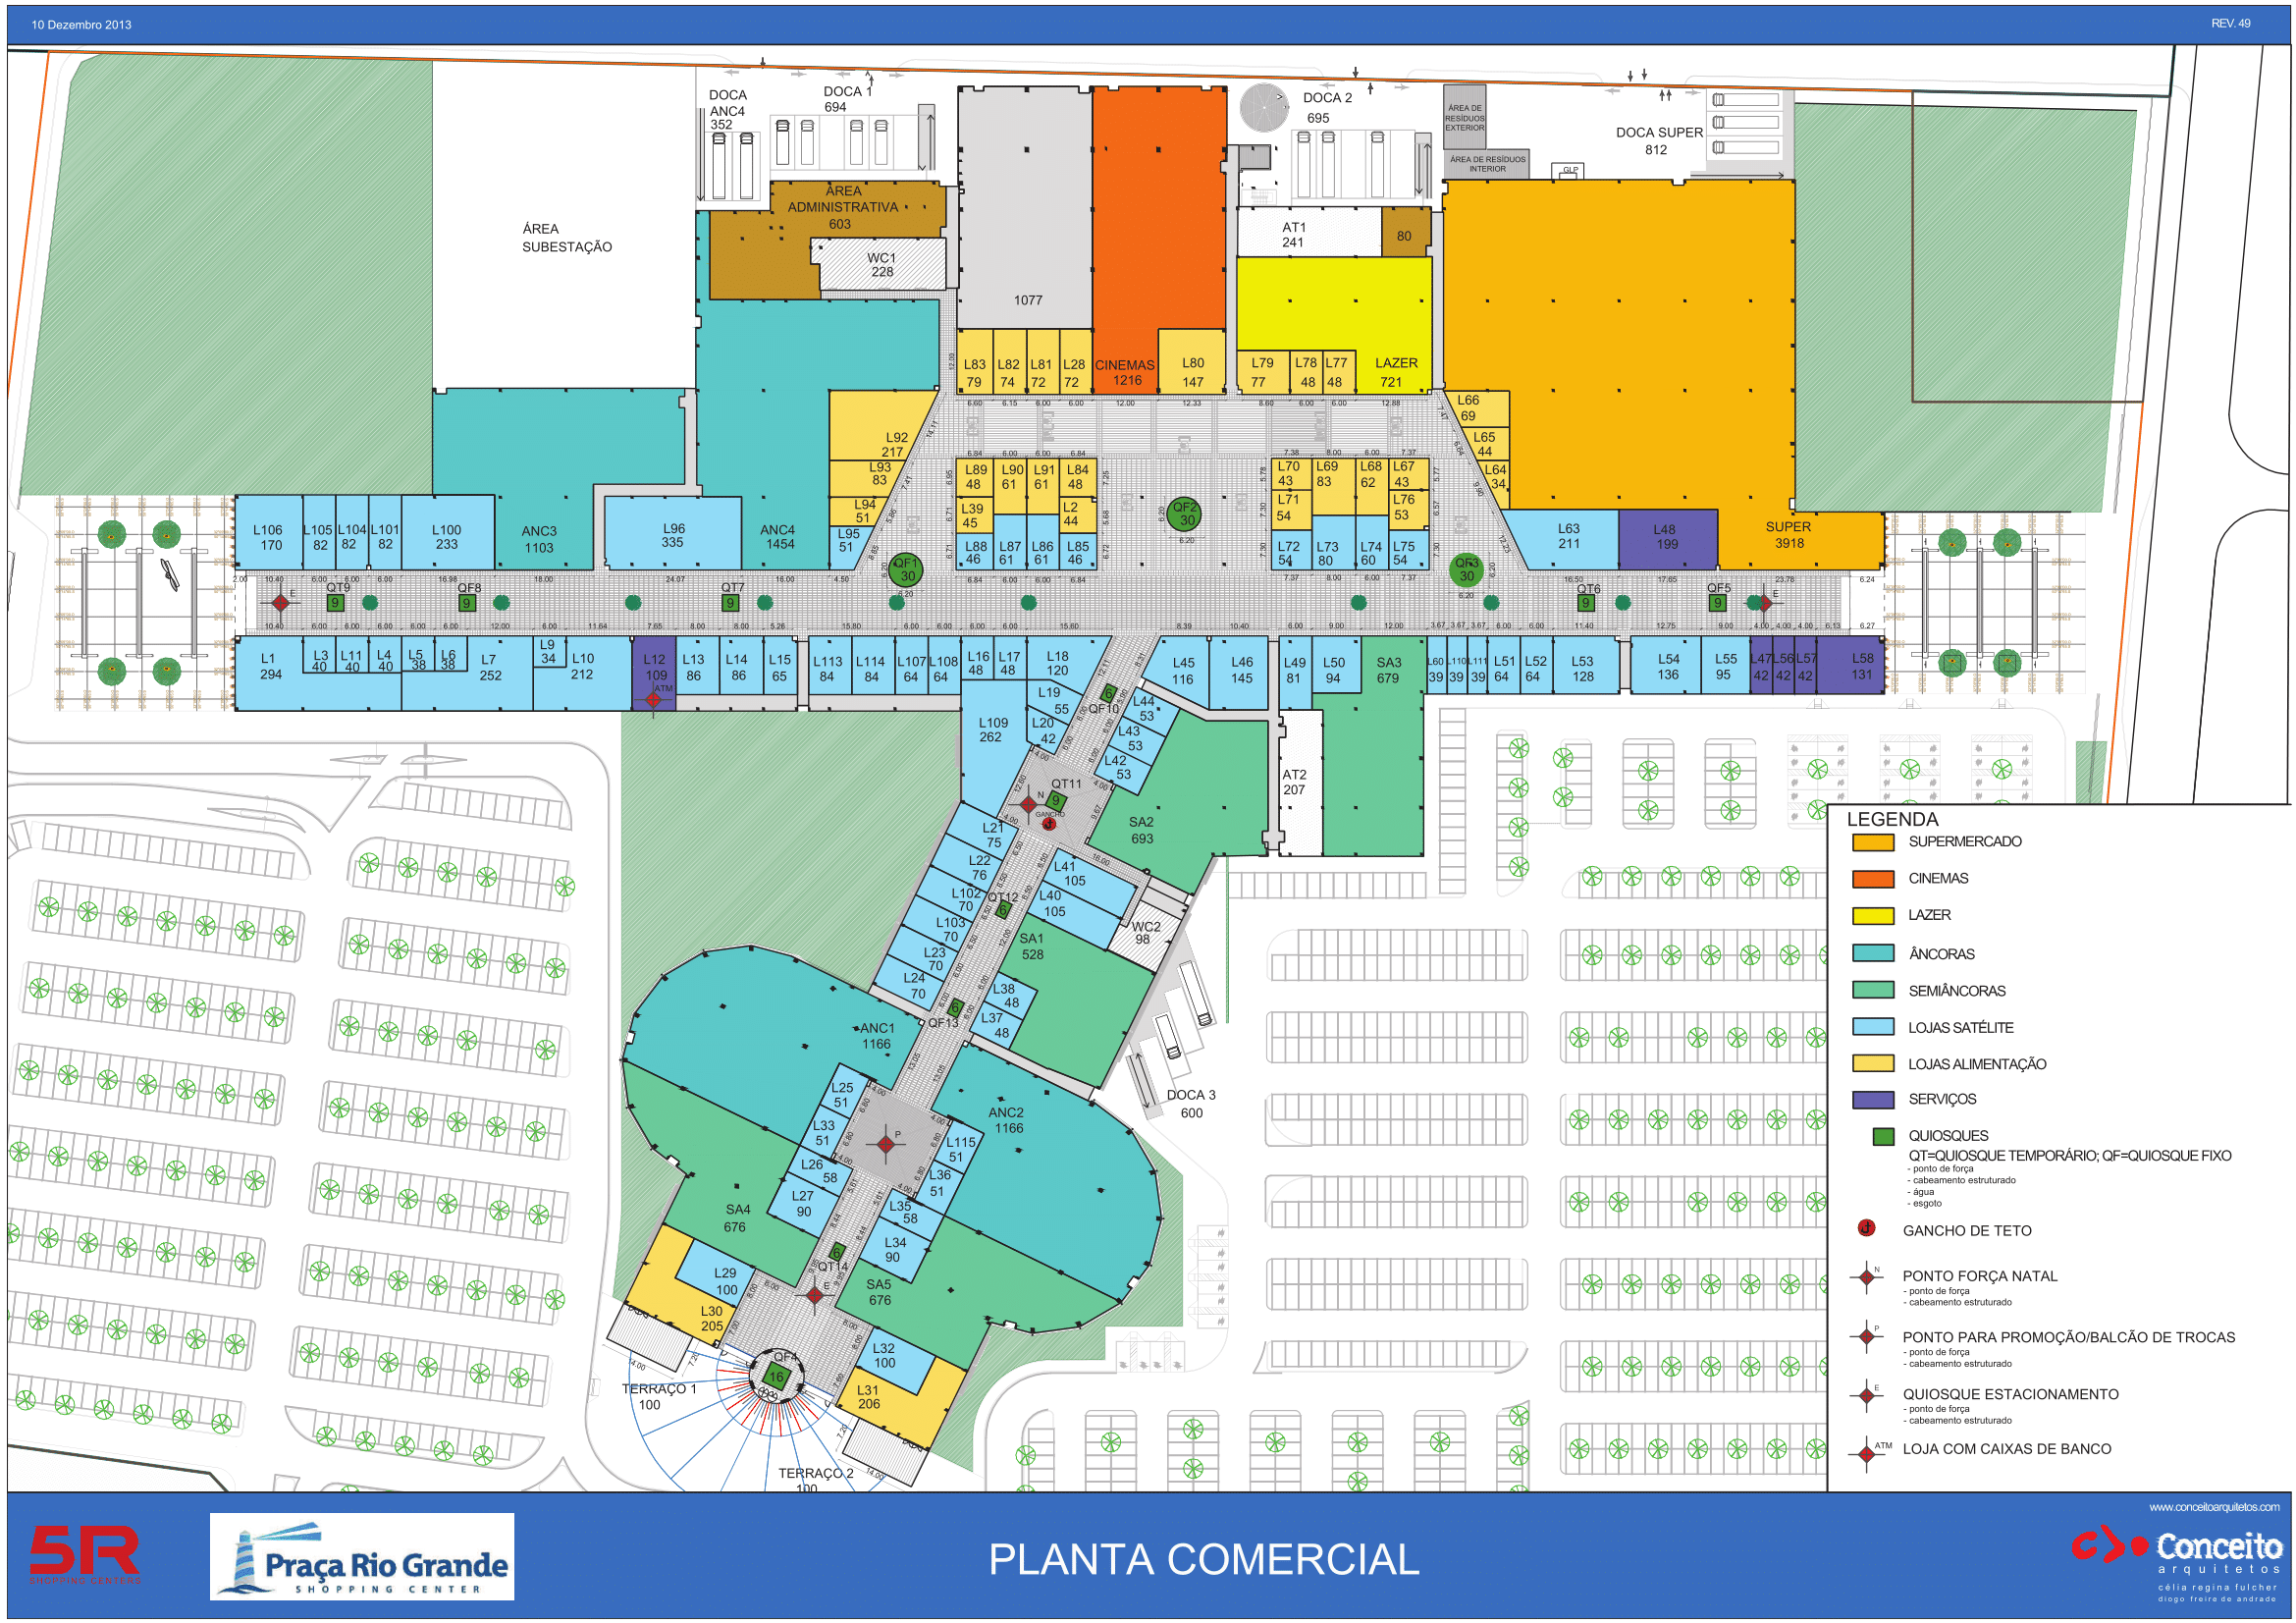 10 Dezembro 2013
REV. 49
DOCA
ANC4
352
DOCA 1
694
DOCA 2
695
ÁREA DE
RESÍDUOS
EXTERIOR
ÁREA DE RESÍDUOS
INTERIOR
GLP
DOCA SUPER
812
ÁREA
SUBESTAÇÃO
ÁREA
ADMINISTRATIVA
603
WC1
228
1077
AT1
241
80
L83
79
L82
74
L81
72
L28
72
CINEMAS
1216
L80
147
L79
77
L78
48
L77
48
LAZER
721
L66
69
L65
44
L64
34
L92
217
L93
83
L94
51
L95
51
L89
48
L90
61
L91
61
L84
48
L39
45
L2
44
L88
46
L87
61
L86
61
L85
46
L70
43
L69
83
L68
62
L67
43
L71
54
L76
53
L72
54
L73
80
L74
60
L75
54
QF1
30
QF2
30
QF3
30
L106
170
L105
82
L104
82
L101
82
L100
233
ANC3
1103
L96
335
ANC4
1454
L63
211
L48
199
SUPER
3918
QT9
9
QF8
9
QT7
9
QT6
9
QF5
9
L1
294
L3
40
L11
40
L4
40
L5
38
L6
38
L7
252
L9
34
L10
212
L12
109
ATM
L13
86
L14
86
L15
65
L113
84
L114
84
L107
64
L108
64
L16
48
L17
48
L18
120
L19
55
L20
42
L109
262
L45
116
L46
145
L49
81
L50
94
SA3
679
L60
39
L110
39
L111
39
L51
64
L52
64
L53
128
L54
136
L55
95
L47
42
L56
42
L57
42
L58
131
QF10
6
L44
53
L43
53
L42
53
SA2
693
AT2
207
QT11
9
N
GANCHO
L21
75
L22
76
L102
70
L103
70
L23
70
L24
70
QT12
6
L41
105
L40
105
WC2
98
SA1
528
L38
48
L37
48
QF13
6
DOCA 3
600
ANC1
1166
ANC2
1166
L25
51
L33
51
L26
58
L27
90
P
L115
51
L36
51
L35
58
L34
90
SA4
676
SA5
676
QT14
6
E
L29
100
L30
205
L32
100
L31
206
QF4
16
TERRAÇO 1
100
TERRAÇO 2
100
LEGENDA
SUPERMERCADO
CINEMAS
LAZER
ÂNCORAS
SEMIÂNCORAS
LOJAS SATÉLITE
LOJAS ALIMENTAÇÃO
SERVIÇOS
QUIOSQUES
QT=QUIOSQUE TEMPORÁRIO; QF=QUIOSQUE FIXO
- ponto de força
- cabeamento estruturado
- água
- esgoto
GANCHO DE TETO
N
PONTO FORÇA NATAL
- ponto de força
- cabeamento estruturado
P
PONTO PARA PROMOÇÃO/BALCÃO DE TROCAS
- ponto de força
- cabeamento estruturado
E
QUIOSQUE ESTACIONAMENTO
- ponto de força
- cabeamento estruturado
ATM
LOJA COM CAIXAS DE BANCO
5R
SHOPPING CENTERS
Praça Rio Grande
SHOPPING CENTER
PLANTA COMERCIAL
www.conceitoarquitetos.com
Conceito
arquitetos
célia regina fulcher
diogo freire de andrade